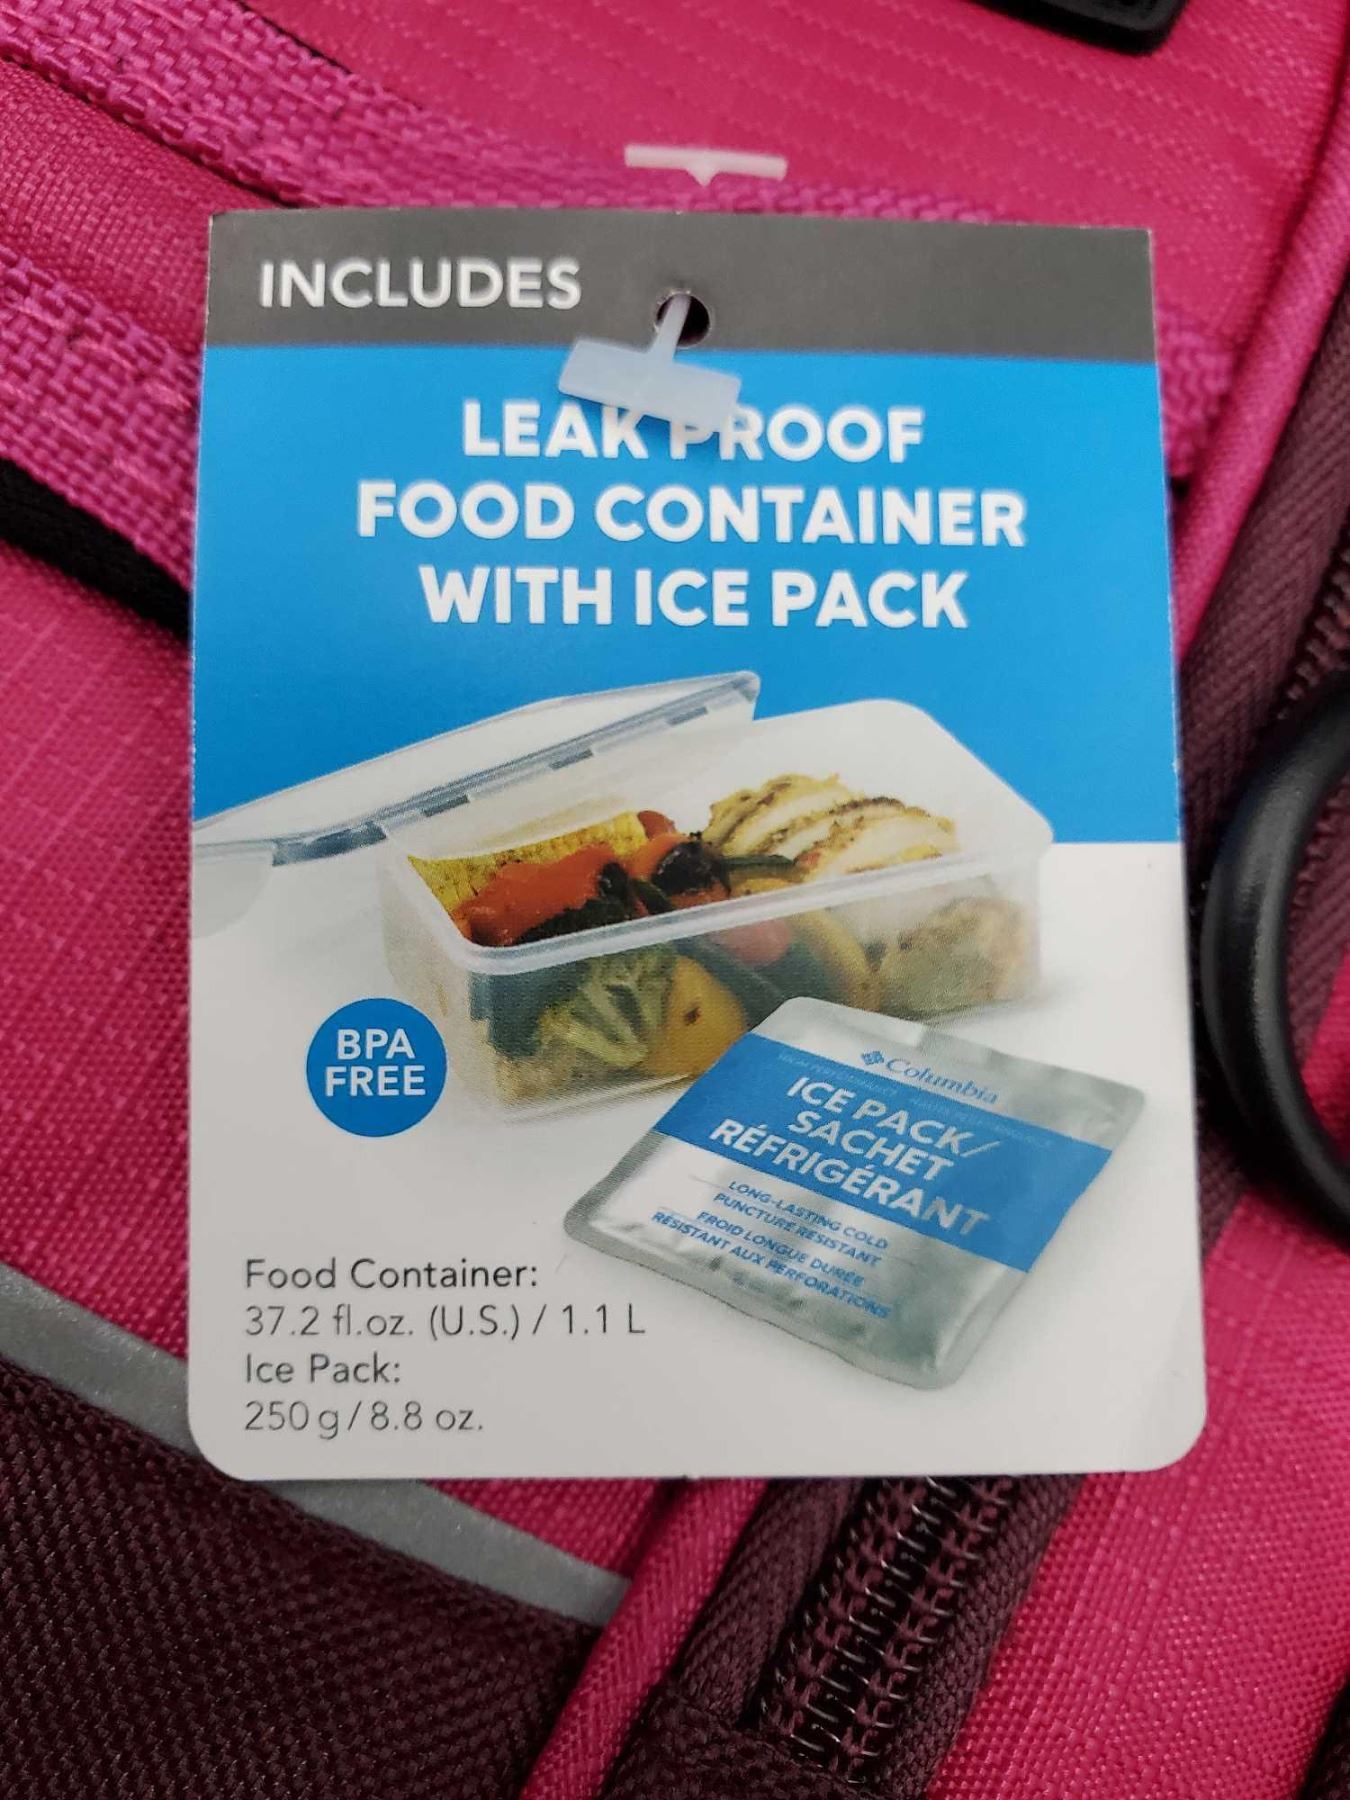 INCLUDES
LEAK PROOF
FOOD CONTAINER
WITH ICE PACK
BPA
FREE
Columbia
ICE PACK/
SACHET
RÉFRIGÉRANT
LONG-LASTING COLD
PUNCTURE RESISTANT
FROID LONGUE DURÉE
RÉSISTANT AUX PERFORATIONS
Food Container:
37.2 fl.oz. (U.S.) / 1.1 L
Ice Pack:
250 g / 8.8 oz.